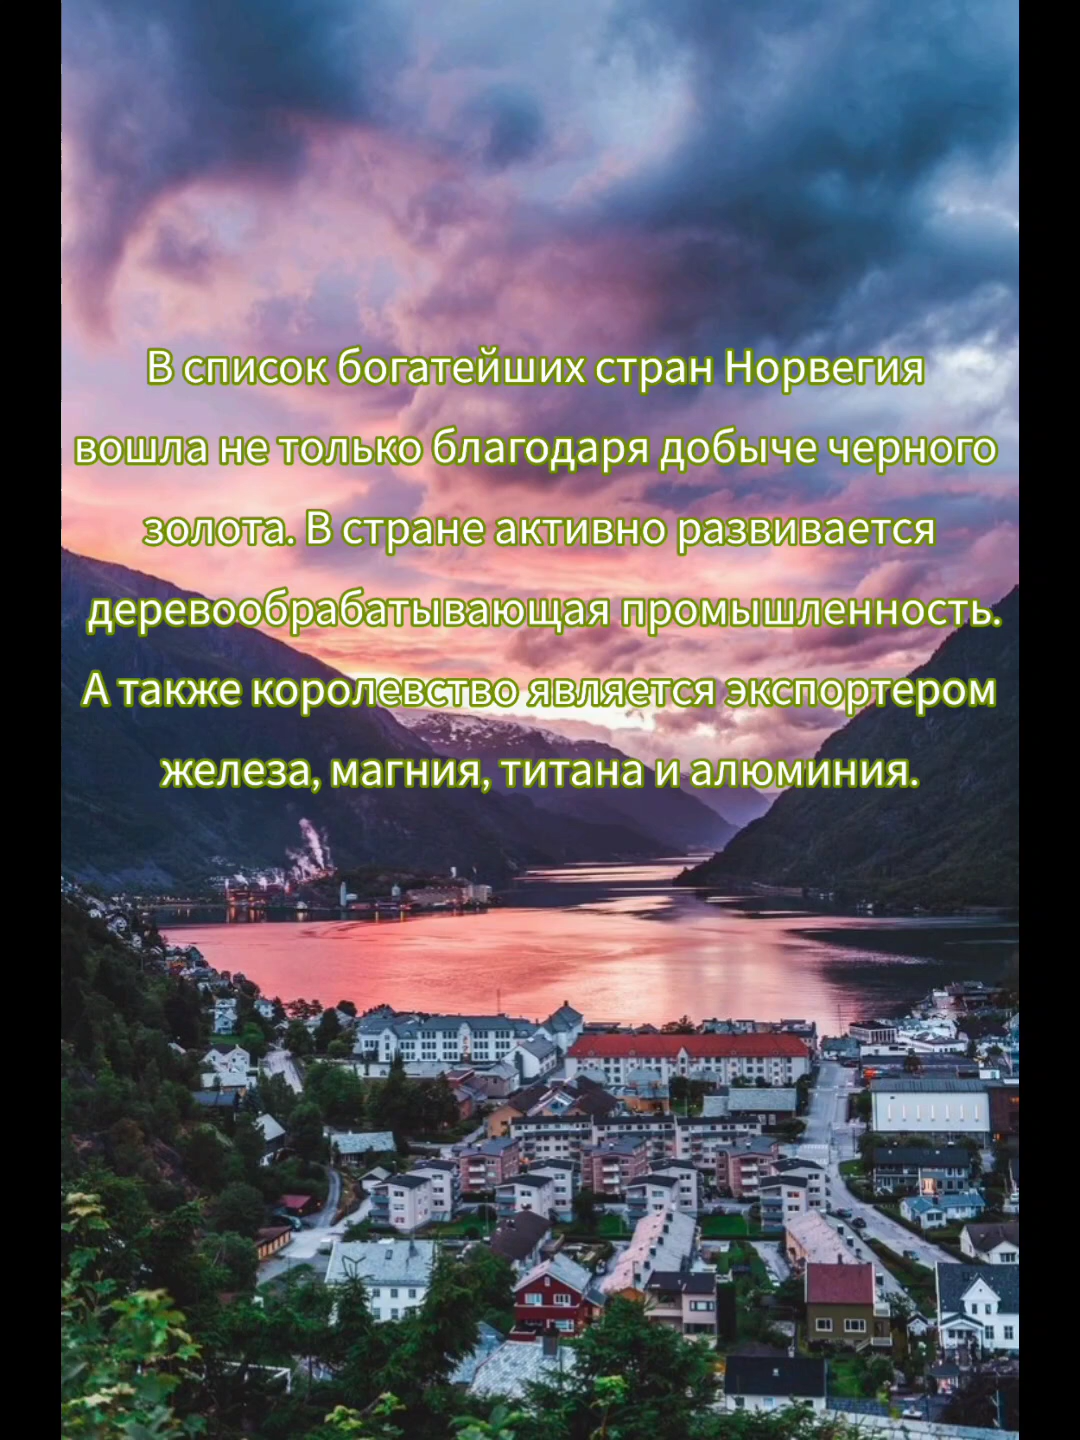 В список богатейших стран Норвегия
вошла не только благодаря добыче черного
золота. В стране активно развивается
деревообрабатывающая промышленность.
А также королевство является экспортером
железа, магния, титана и алюминия.